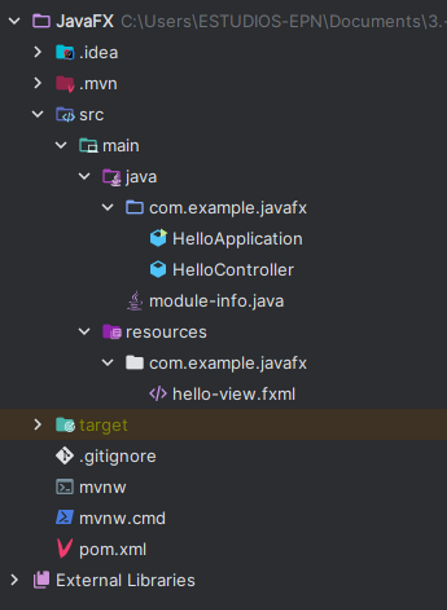 JavaFX C:\Users\ESTUDIOS-EPN\Documents\3.-
.idea
.mvn
src
main
java
com.example.javafx
HelloApplication
HelloController
module-info.java
resources
com.example.javafx
hello-view.fxml
target
.gitignore
mvnw
mvnw.cmd
pom.xml
External Libraries